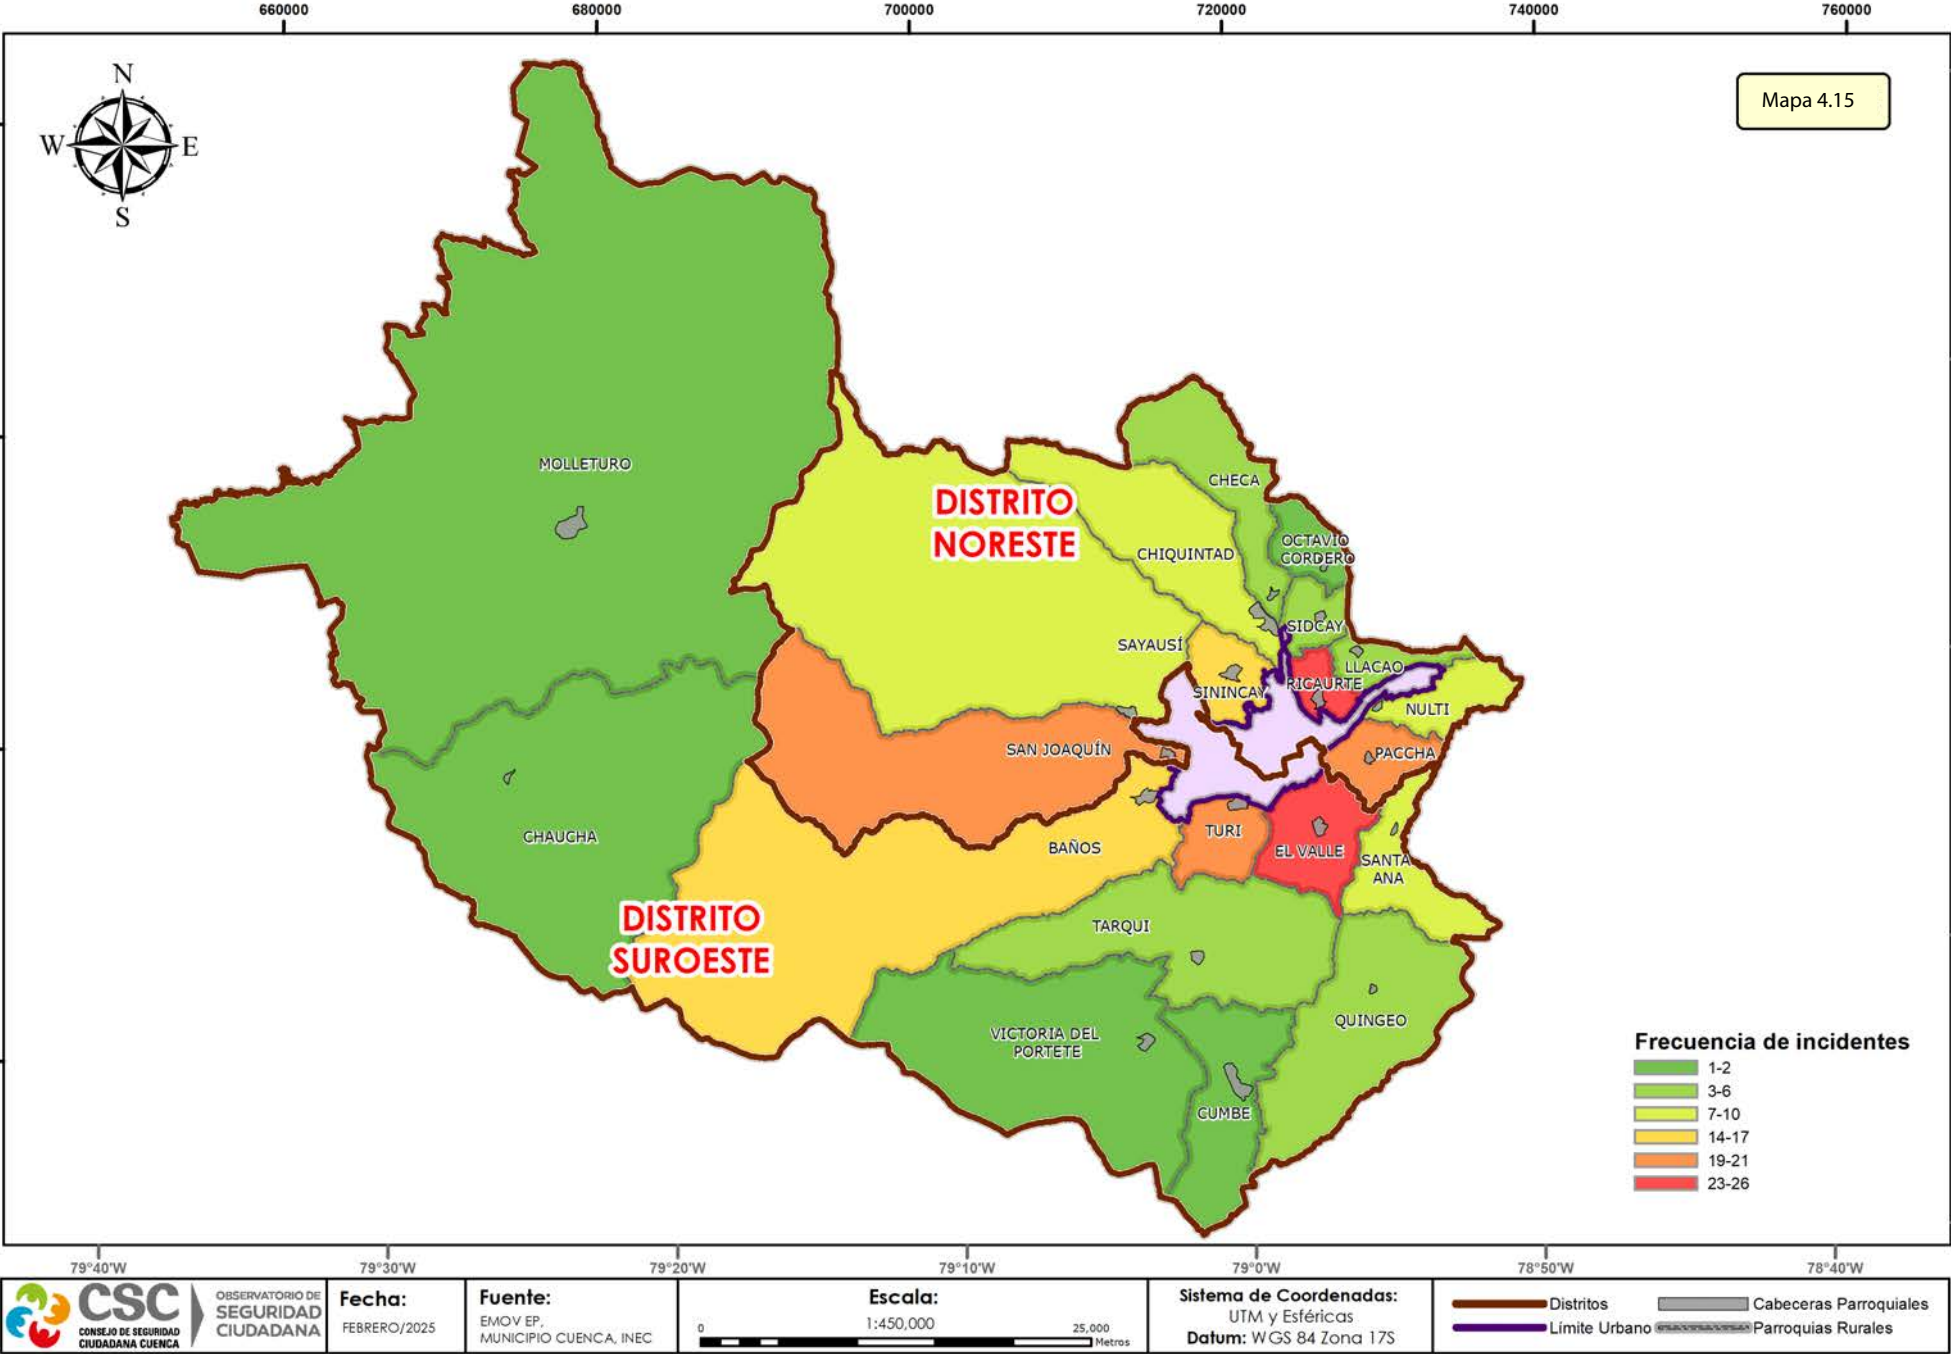 660000
680000
700000
720000
740000
760000
N
W
E
S
Mapa 4.15
MOLLETURO
DISTRITO
NORESTE
CHECA
OCTAVIO
CORDERO
CHIQUINTAD
SIDCAY
SAYAUSÍ
LLACAO
RICAURTE
SININCAY
NULTI
SAN JOAQUÍN
PACCHA
CHAUCHA
TURI
BAÑOS
EL VALLE
SANTA
ANA
DISTRITO
SUROESTE
TARQUI
QUINGEO
VICTORIA DEL
PORTETE
CUMBE
Frecuencia de incidentes
1-2
3-6
7-10
14-17
19-21
23-26
79°40'W
79°30'W
79°20'W
79°10'W
79°0'W
78°50'W
78°40'W
CSC
CONSEJO DE SEGURIDAD
CIUDADANA CUENCA
OBSERVATORIO DE
SEGURIDAD
CIUDADANA
Fecha:
FEBRERO/2025
Fuente:
EMOV EP,
MUNICIPIO CUENCA, INEC
Escala:
1:450,000
0
25,000
Metros
Sistema de Coordenadas:
UTM y Esféricas
Datum: WGS 84 Zona 17S
Distritos
Límite Urbano
Cabeceras Parroquiales
Parroquias Rurales